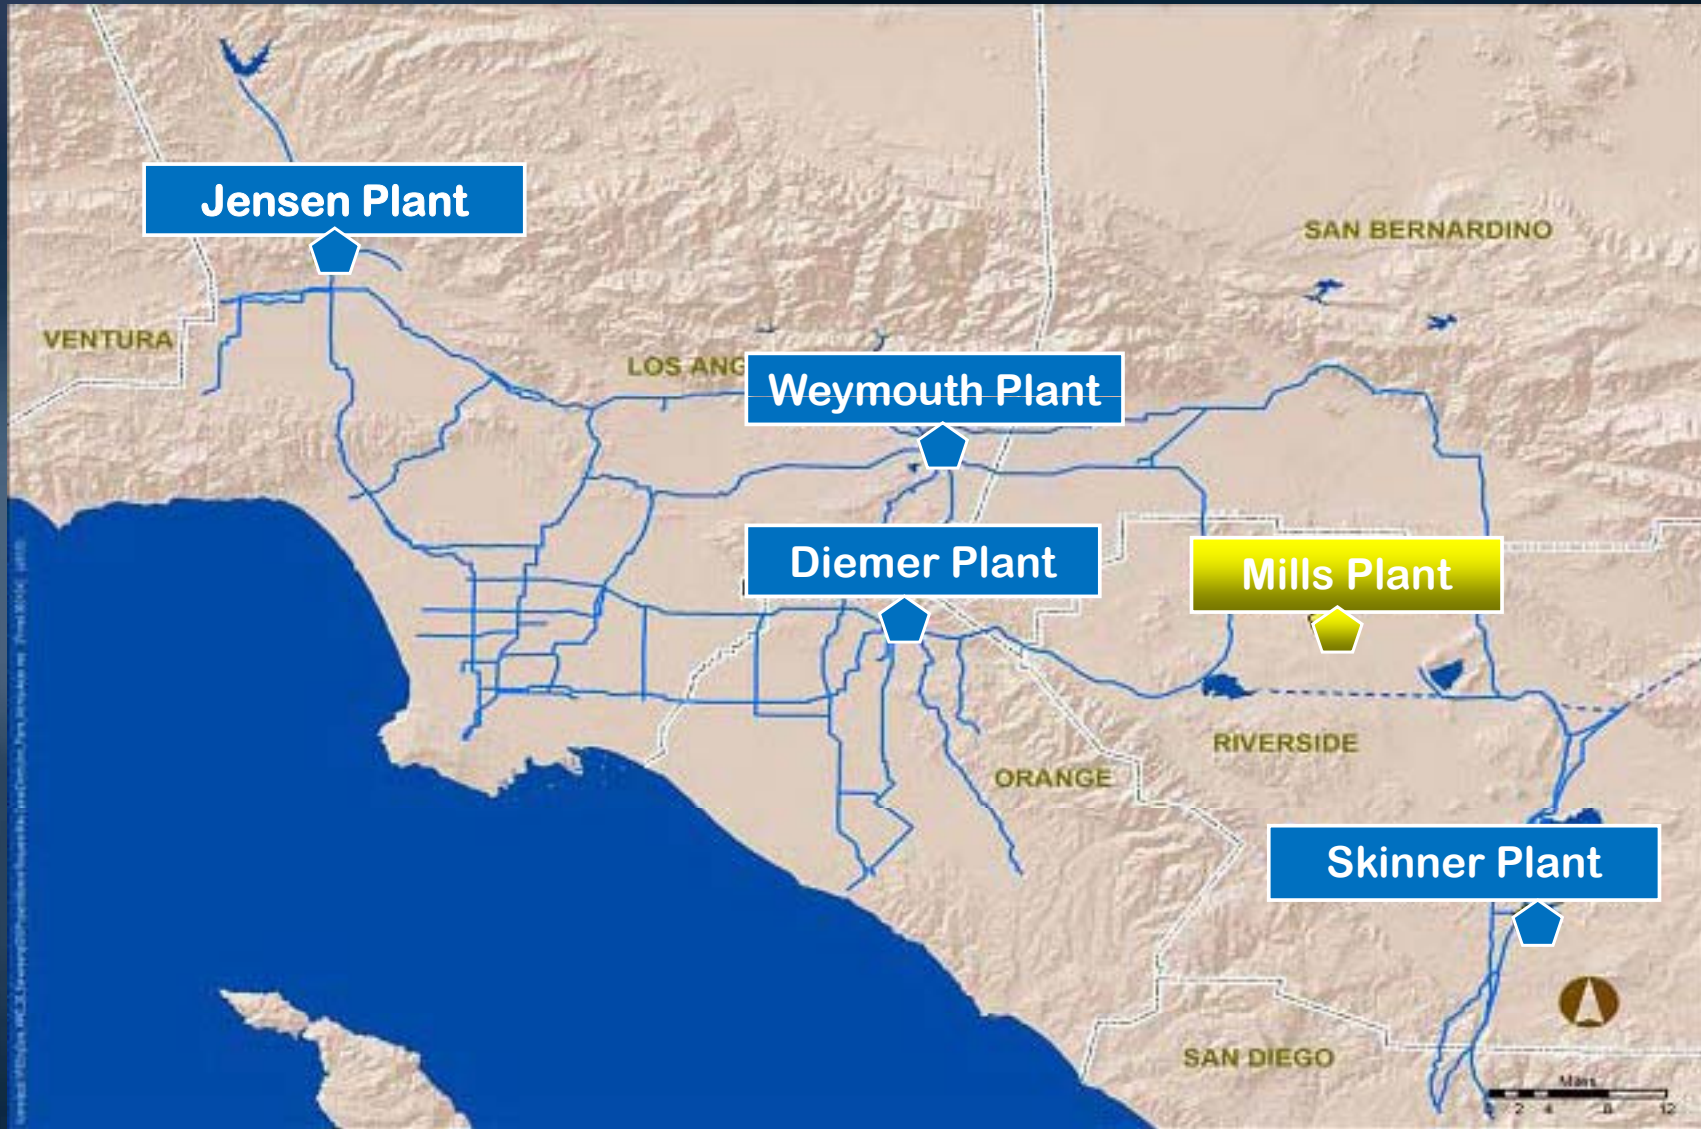 Jensen Plant
SAN BERNARDINO
VENTURA
LOS ANG
Weymouth Plant
Diemer Plant
Mills Plant
RIVERSIDE
ORANGE
Skinner Plant
SAN DIEGO
Miles
0 2 4 8 12